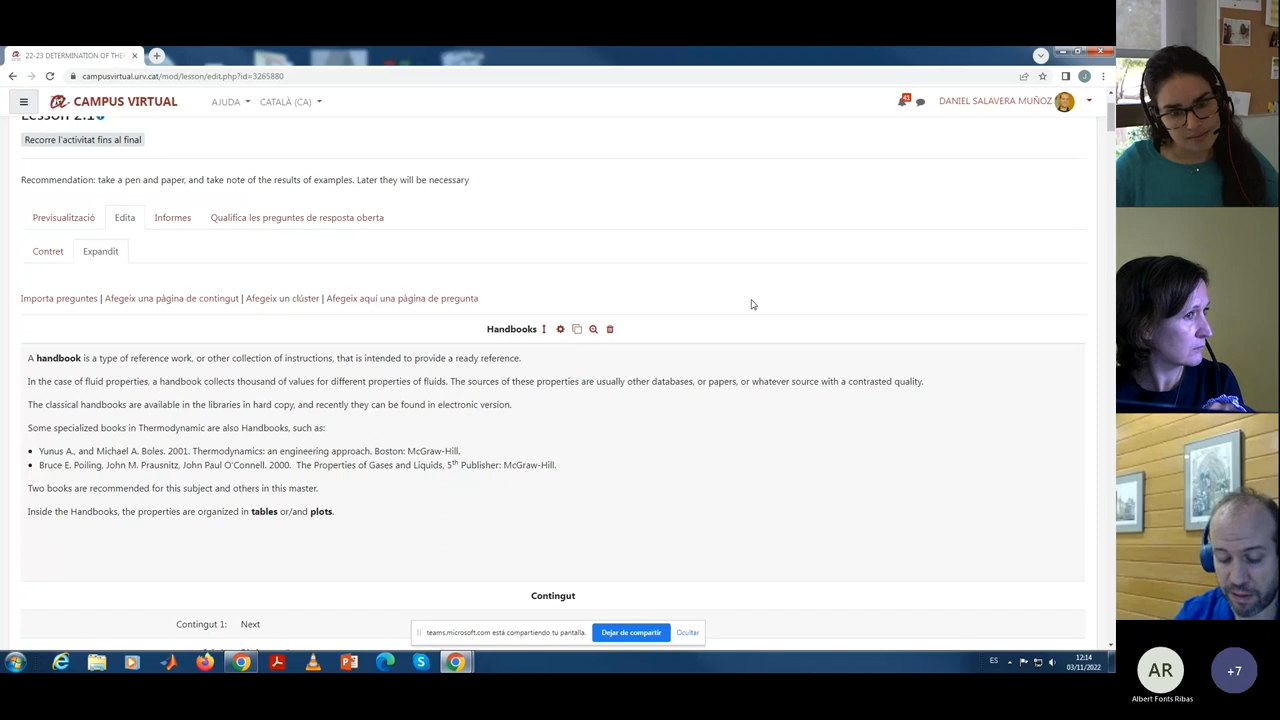 22-23 DETERMINATION OF THE
campusvirtual.urv.cat/mod/lesson/edit.php?id=3265880
CAMPUS VIRTUAL
AJUDA
CATALÀ (CA)
41
DANIEL SALAVERA MUÑOZ
Lesson 2.1
Recorre l'activitat fins al final
Recommendation: take a pen and paper, and take note of the results of examples. Later they will be necessary
Previsualització
Edita
Informes
Qualifica les preguntes de resposta oberta
Contret
Expandit
Importa preguntes | Afegeix una pàgina de contingut | Afegeix un clúster | Afegeix aquí una pàgina de pregunta
Handbooks
A handbook is a type of reference work, or other collection of instructions, that is intended to provide a ready reference.
In the case of fluid properties, a handbook collects thousand of values for different properties of fluids. The sources of these properties are usually other databases, or papers, or whatever source with a contrasted quality.
The classical handbooks are available in the libraries in hard copy, and recently they can be found in electronic version.
Some specialized books in Thermodynamic are also Handbooks, such as:
• Yunus A., and Michael A. Boles. 2001. Thermodynamics: an engineering approach. Boston: McGraw-Hill.
• Bruce E. Poiling, John M. Prausnitz, John Paul O'Connell. 2000. The Properties of Gases and Liquids, 5th Publisher: McGraw-Hill.
Two books are recommended for this subject and others in this master.
Inside the Handbooks, the properties are organized in tables or/and plots.
Contingut
Contingut 1: Next
teams.microsoft.com está compartiendo tu pantalla.
Dejar de compartir
Ocultar
ES
12:14
03/11/2022
AR
Albert Fonts Ribas
+7